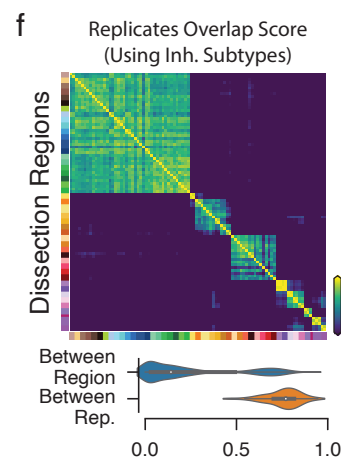 f
Replicates Overlap Score
(Using Inh. Subtypes)
Dissection Regions
Between
Region
Between
Rep.
0.0 0.5 1.0